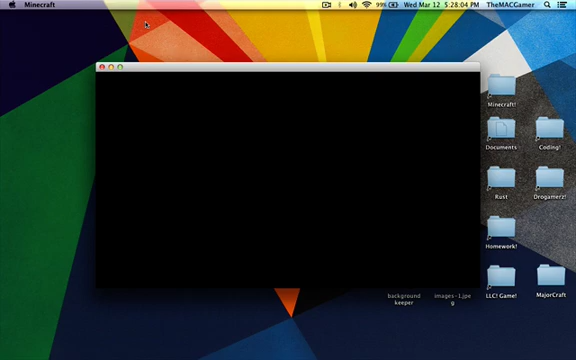 Minecraft
99%
Wed Mar 12 5:28:04 PM
TheMACGamer
Minecraft!
Documents
Coding!
Rust
Drogamerz!
Homework!
background
keeper
images-1.jpe
g
LLC! Game!
MajorCraft